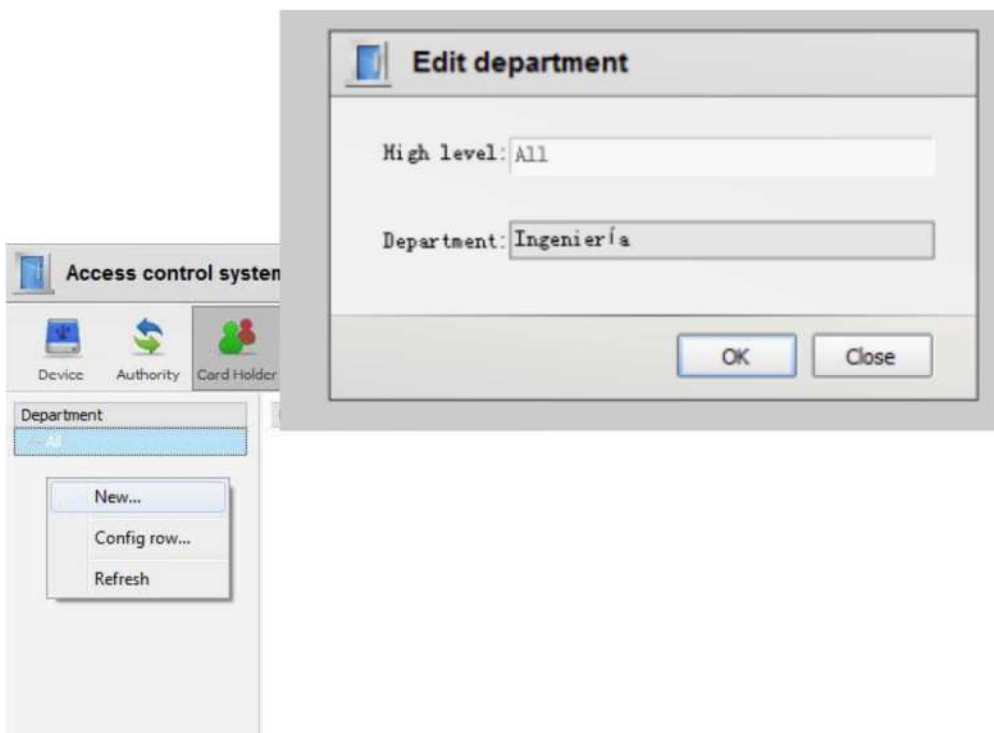 Edit department
High level: All
Department: Ingeniería
OK
Close
Access control system
Device
Authority
Card Holder
Department
All
New...
Config row...
Refresh